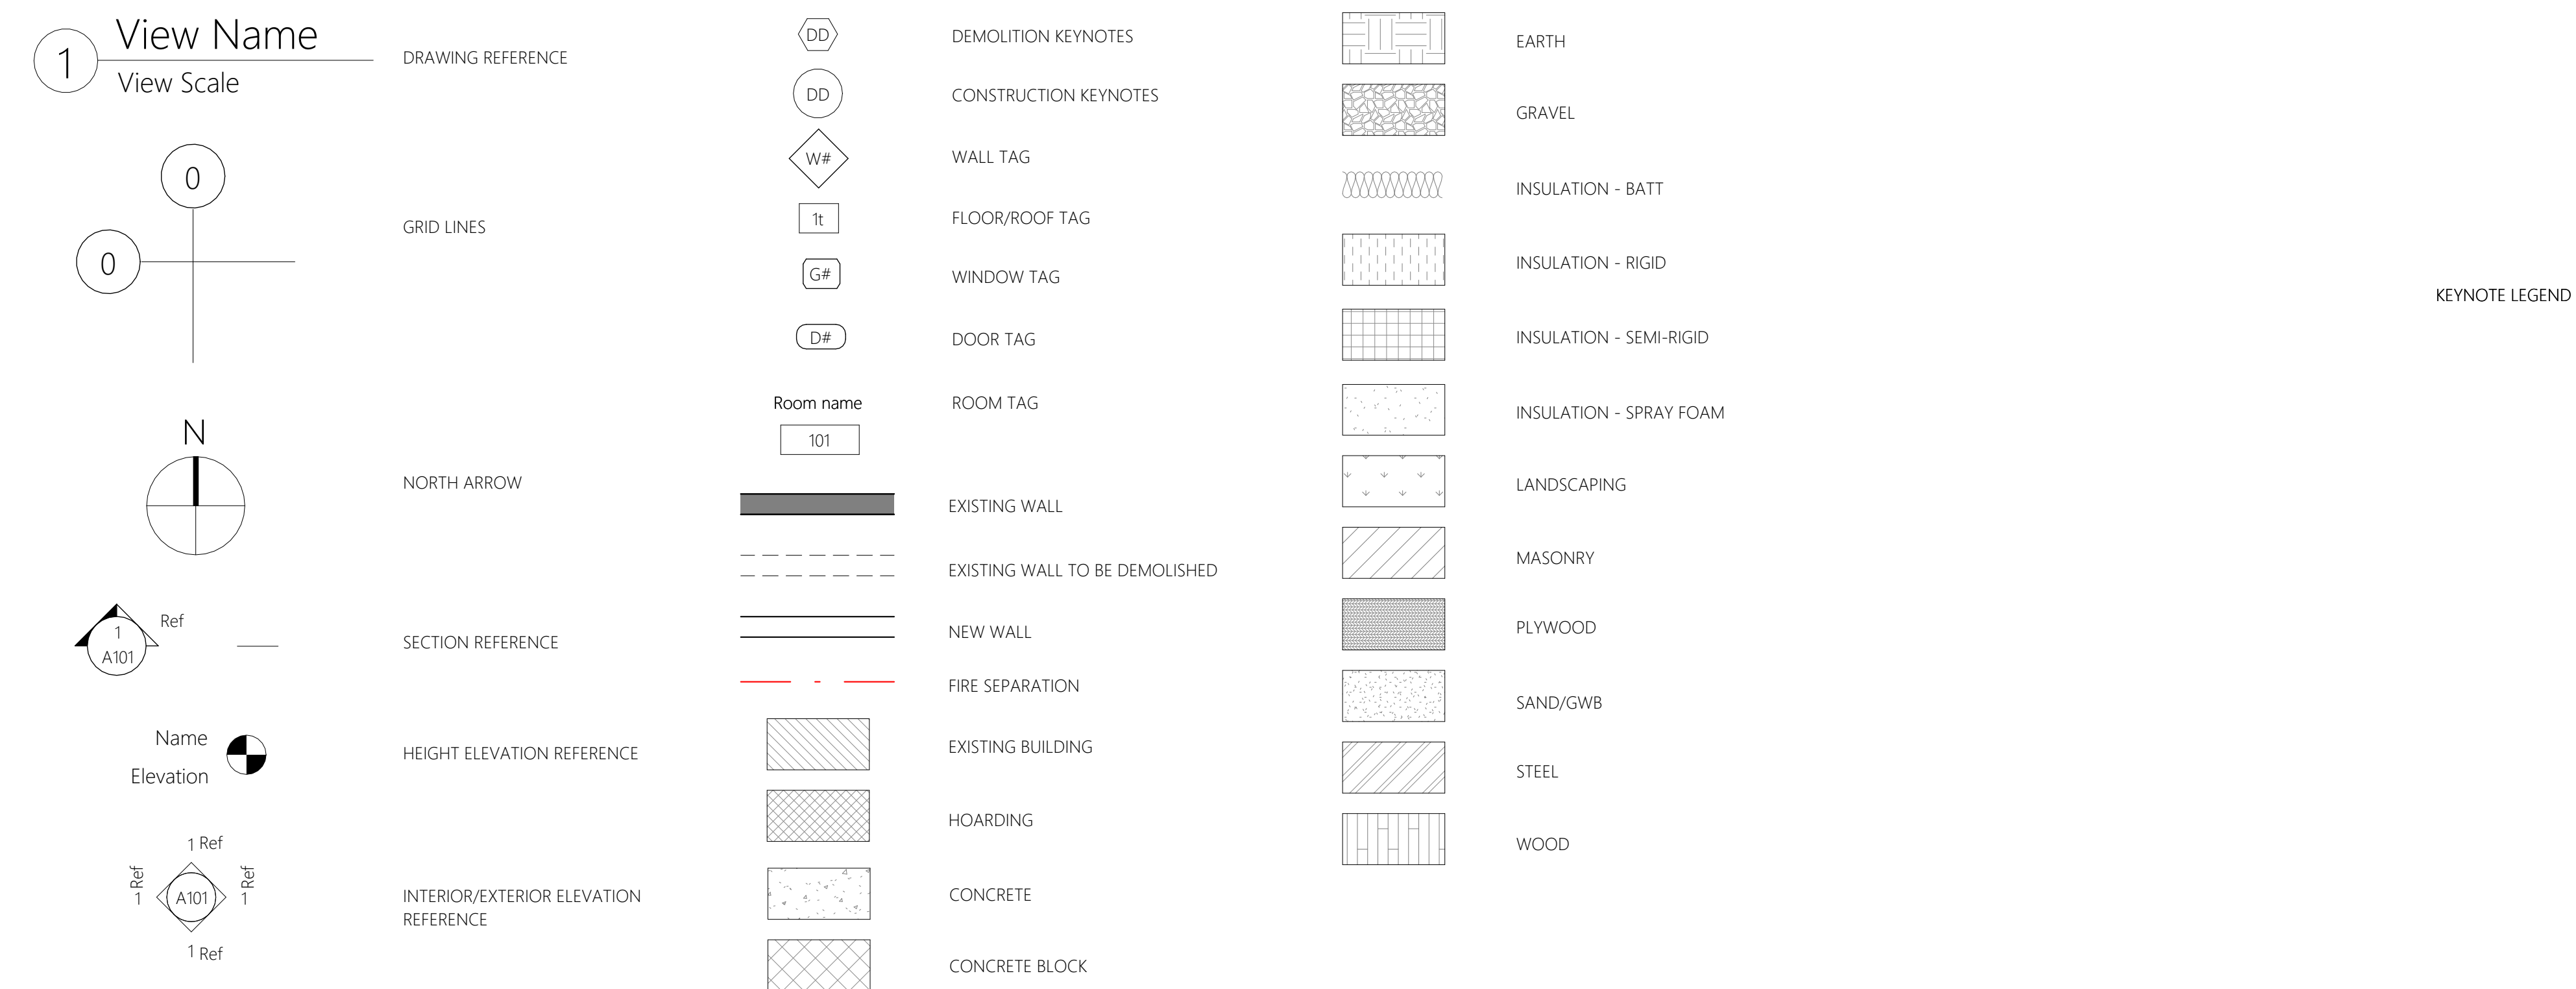 1
View Name
View Scale
DRAWING REFERENCE
0
0
GRID LINES
N
NORTH ARROW
1
A101
Ref
SECTION REFERENCE
Name
Elevation
HEIGHT ELEVATION REFERENCE
1 Ref
1 Ref
A101
1 Ref
1 Ref
INTERIOR/EXTERIOR ELEVATION
REFERENCE
DD
DEMOLITION KEYNOTES
DD
CONSTRUCTION KEYNOTES
W#
WALL TAG
1t
FLOOR/ROOF TAG
G#
WINDOW TAG
D#
DOOR TAG
Room name
101
ROOM TAG
EXISTING WALL
EXISTING WALL TO BE DEMOLISHED
NEW WALL
FIRE SEPARATION
EXISTING BUILDING
HOARDING
CONCRETE
CONCRETE BLOCK
EARTH
GRAVEL
INSULATION - BATT
INSULATION - RIGID
INSULATION - SEMI-RIGID
INSULATION - SPRAY FOAM
LANDSCAPING
MASONRY
PLYWOOD
SAND/GWB
STEEL
WOOD
KEYNOTE LEGEND